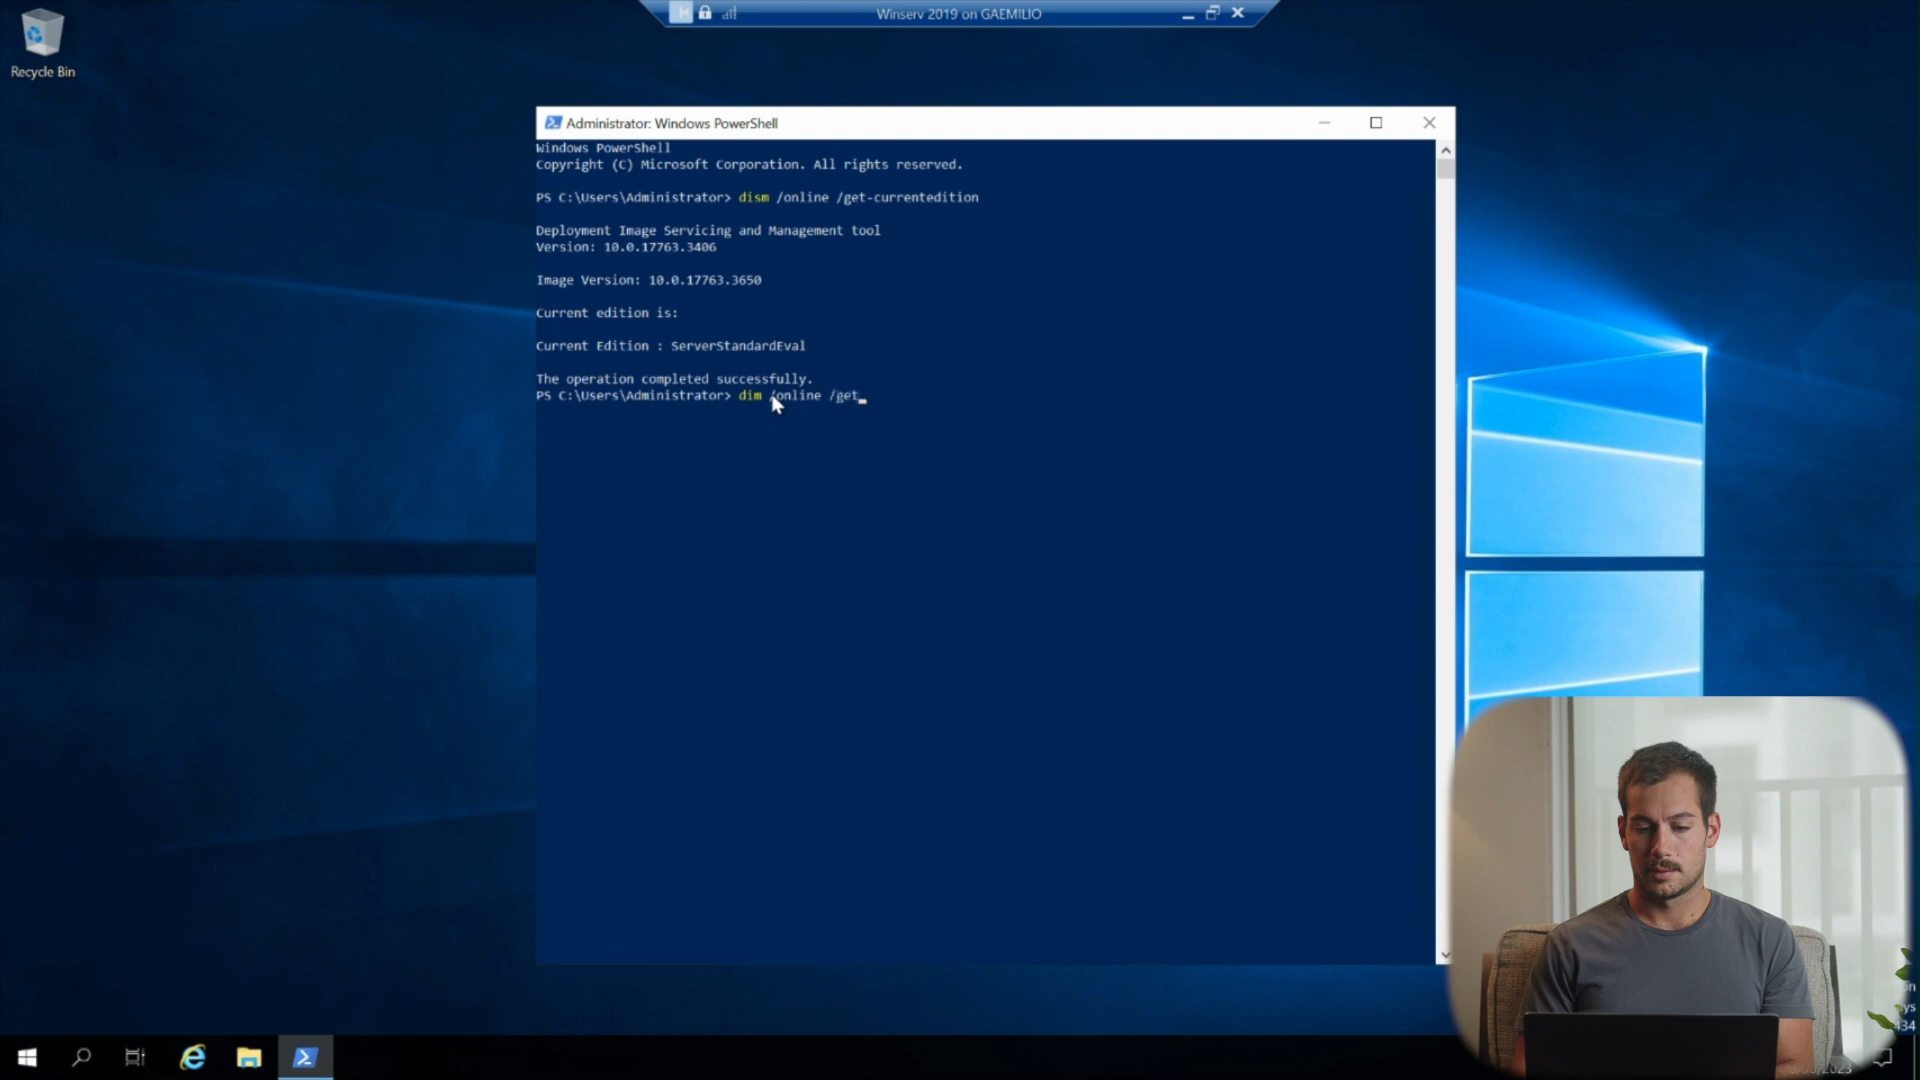 Winserv 2019 on GAEMILIO
Recycle Bin
Administrator: Windows PowerShell
Windows PowerShell
Copyright (C) Microsoft Corporation. All rights reserved.
PS C:\Users\Administrator> dism /online /get-currentedition
Deployment Image Servicing and Management tool
Version: 10.0.17763.3406
Image Version: 10.0.17763.3650
Current edition is:
Current Edition : ServerStandardEval
The operation completed successfully.
PS C:\Users\Administrator> dim /online /get_